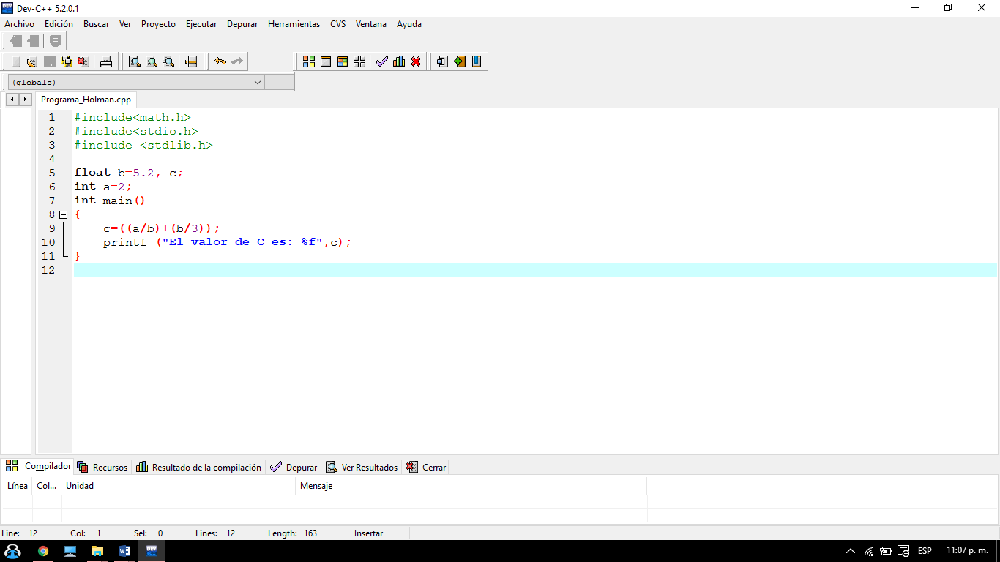 Dev-C++ 5.2.0.1
Archivo Edición Buscar Ver Proyecto Ejecutar Depurar Herramientas CVS Ventana Ayuda
(globals)
Programa_Holman.cpp
1 #include<math.h>
2 #include<stdio.h>
3 #include <stdlib.h>
4
5 float b=5.2, c;
6 int a=2;
7 int main()
8 {
9 c=((a/b)+(b/3));
10 printf ("El valor de C es: %f",c);
11 }
12
Compilador Recursos Resultado de la compilación Depurar Ver Resultados Cerrar
Línea Col... Unidad Mensaje
Line: 12 Col: 1 Sel: 0 Lines: 12 Length: 163 Insertar
ESP 11:07 p. m.